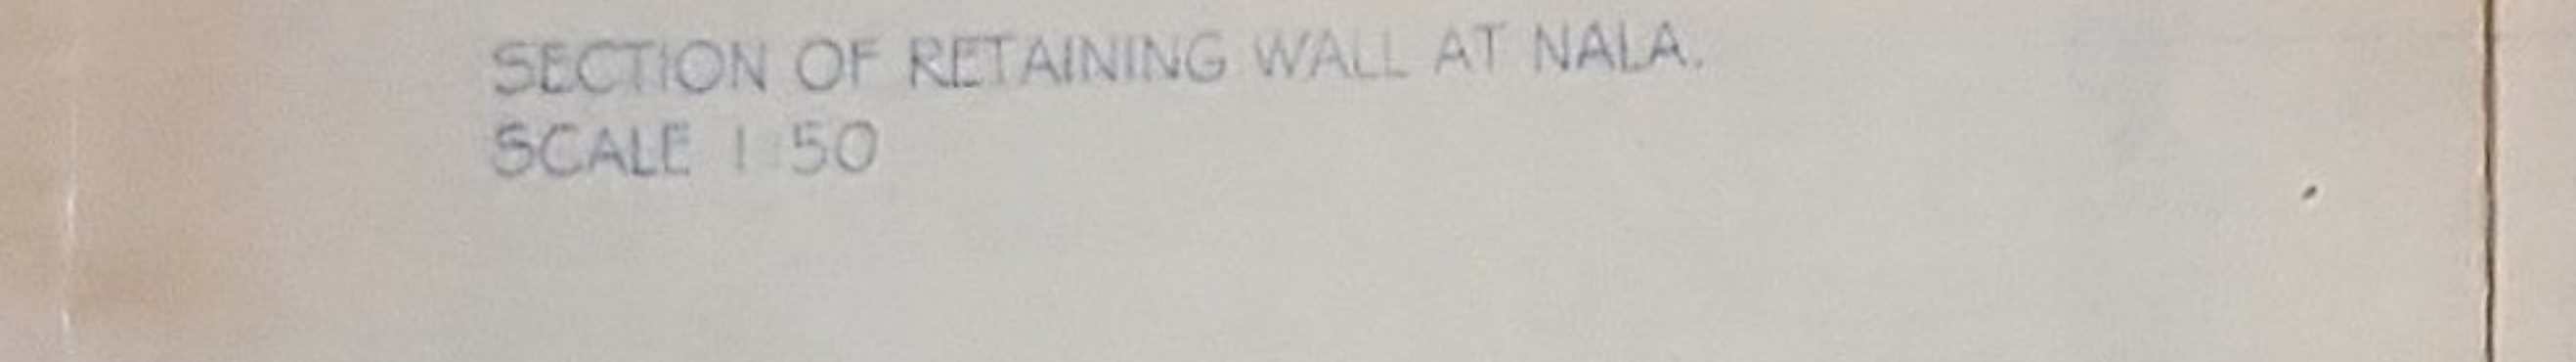 SECTION OF RETAINING WALL AT NALA.
SCALE 1:50